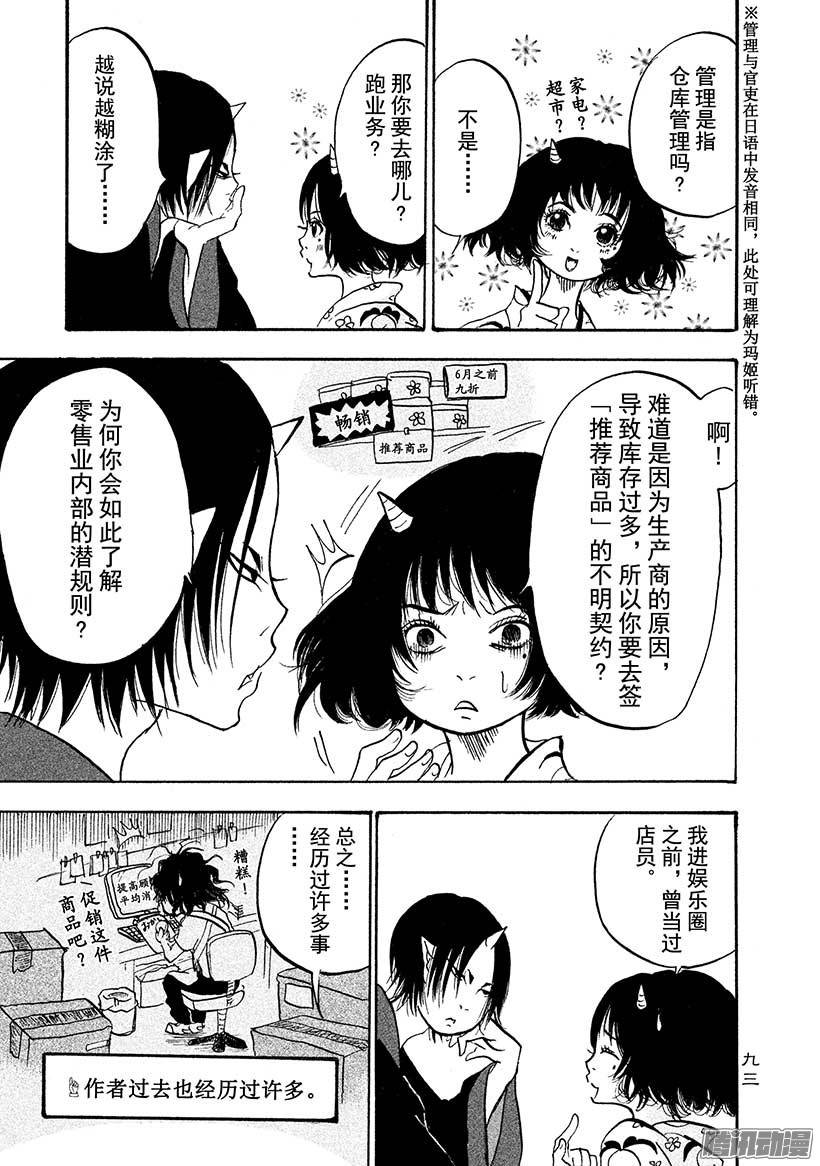 ※管理与官吏在日语中发音相同，此处可理解为玛姬听错。
管理是指
仓库管理吗？
家电？
超市？
不是……
那你要去哪儿？
跑业务？
越说越糊涂了……
啊！
难道是因为生产商的原因，
导致库存过多，所以你要去签
「推荐商品」的不明契约？
6月之前
九折
畅销
推荐商品
为何你会如此了解
零售业内部的潜规则？
我进娱乐圈
之前，曾当过
店员。
总之……
经历过许多事
……
糟糕！
提高顾
平均消
促销这件
商品吧？
作者过去也经历过许多。
九三
腾讯动漫